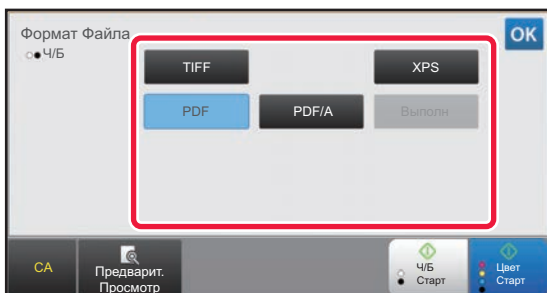 Формат Файла
OK
Ч/Б
TIFF
XPS
PDF
PDF/A
Выполн
CA
Предварит.
Просмотр
Ч/Б
Старт
Цвет
Старт